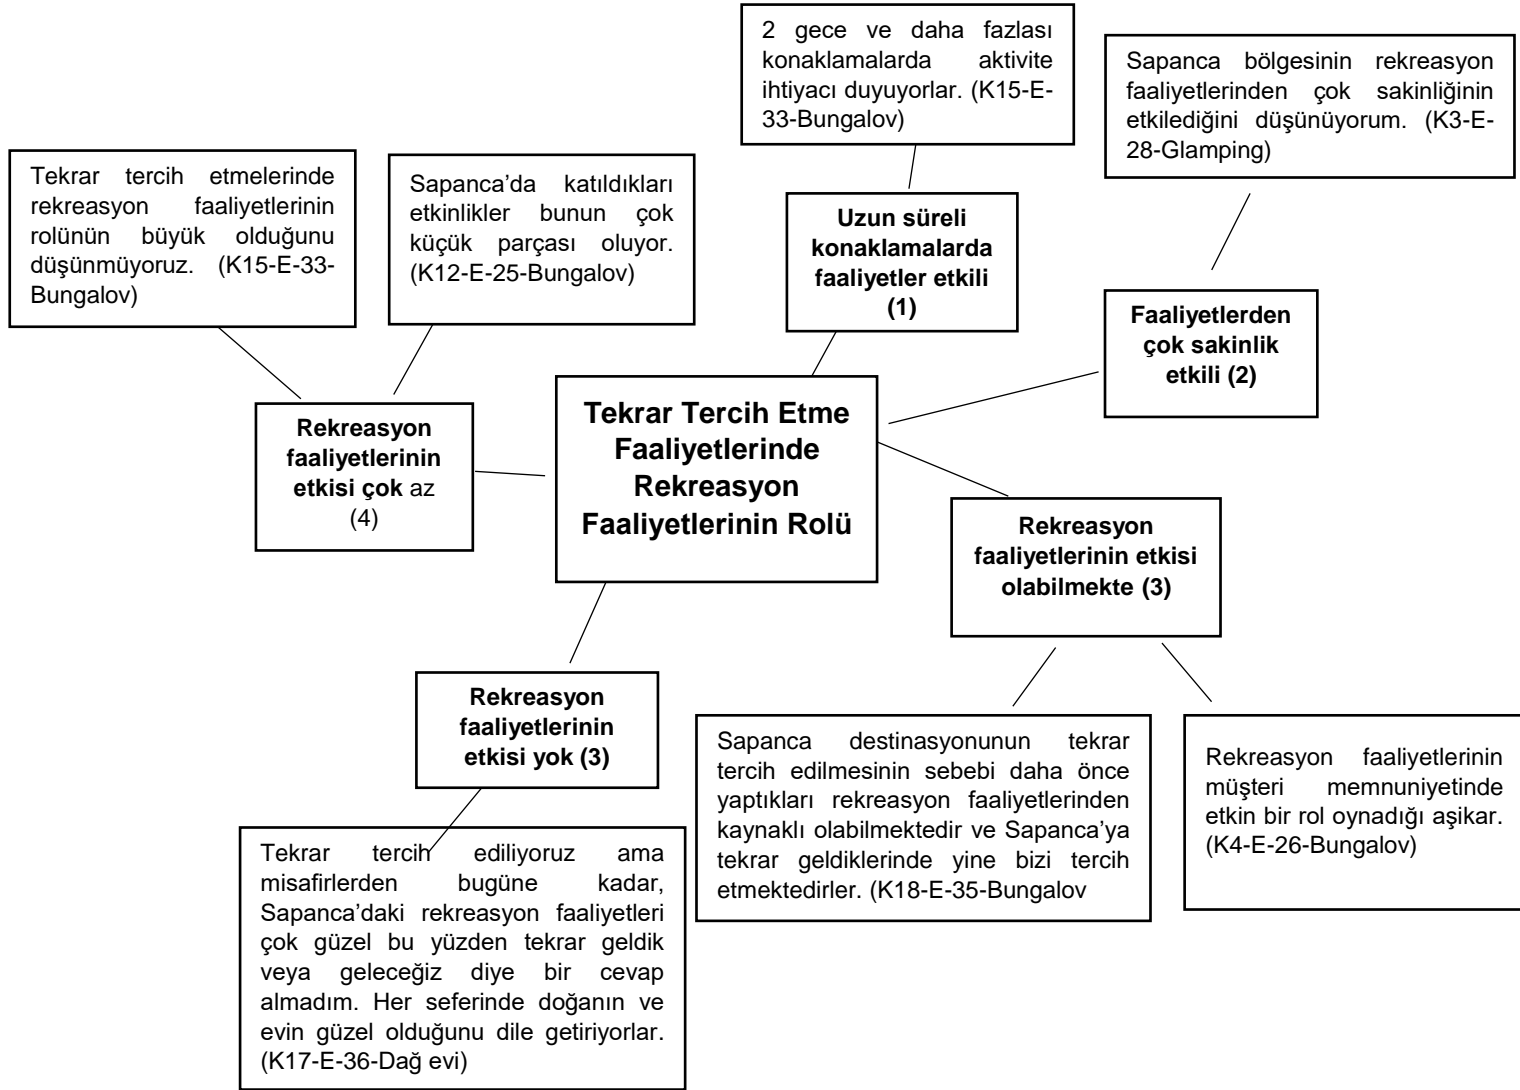 2 gece ve daha fazlası
konaklamalarda aktivite
ihtiyacı duyuyorlar. (K15-E-
33-Bungalov)
Sapanca bölgesinin rekreasyon
faaliyetlerinden çok sakinliğinin
etkilediğini düşünüyorum. (K3-E-
28-Glamping)
Tekrar tercih etmelerinde
rekreasyon faaliyetlerinin
rolünün büyük olduğunu
düşünmüyoruz. (K15-E-33-
Bungalov)
Sapanca’da katıldıkları
etkinlikler bunun çok
küçük parçası oluyor.
(K12-E-25-Bungalov)
Uzun süreli
konaklamalarda
faaliyetler etkili
(1)
Faaliyetlerden
çok sakinlik
etkili (2)
Rekreasyon
faaliyetlerinin
etkisi çok az
(4)
Tekrar Tercih Etme
Faaliyetlerinde
Rekreasyon
Faaliyetlerinin Rolü
Rekreasyon
faaliyetlerinin etkisi
olabilmekte (3)
Rekreasyon
faaliyetlerinin
etkisi yok (3)
Sapanca destinasyonunun tekrar
tercih edilmesinin sebebi daha önce
yaptıkları rekreasyon faaliyetlerinden
kaynaklı olabilmektedir ve Sapanca’ya
tekrar geldiklerinde yine bizi tercih
etmektedirler. (K18-E-35-Bungalov
Rekreasyon faaliyetlerinin
müşteri memnuniyetinde
etkin bir rol oynadığı aşikar.
(K4-E-26-Bungalov)
Tekrar tercih ediliyoruz ama
misafirlerden bugüne kadar,
Sapanca’daki rekreasyon faaliyetleri
çok güzel bu yüzden tekrar geldik
veya geleceğiz diye bir cevap
almadım. Her seferinde doğanın ve
evin güzel olduğunu dile getiriyorlar.
(K17-E-36-Dağ evi)